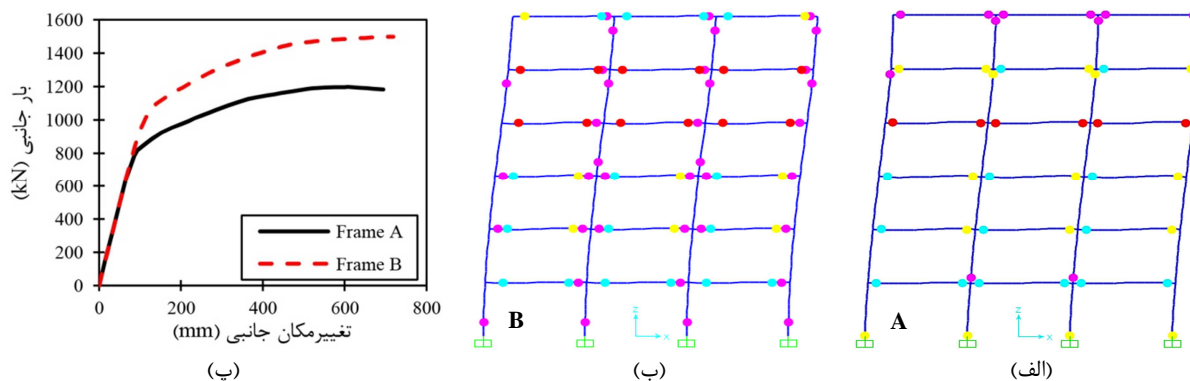 1600
1400
1200
1000
800
600
400
200
0
بار جانبی (kN)
Frame A
Frame B
0 200 400 600 800
تغییرمکان جانبی (mm)
(پ)
B
z
x
(ب)
A
z
x
(الف)